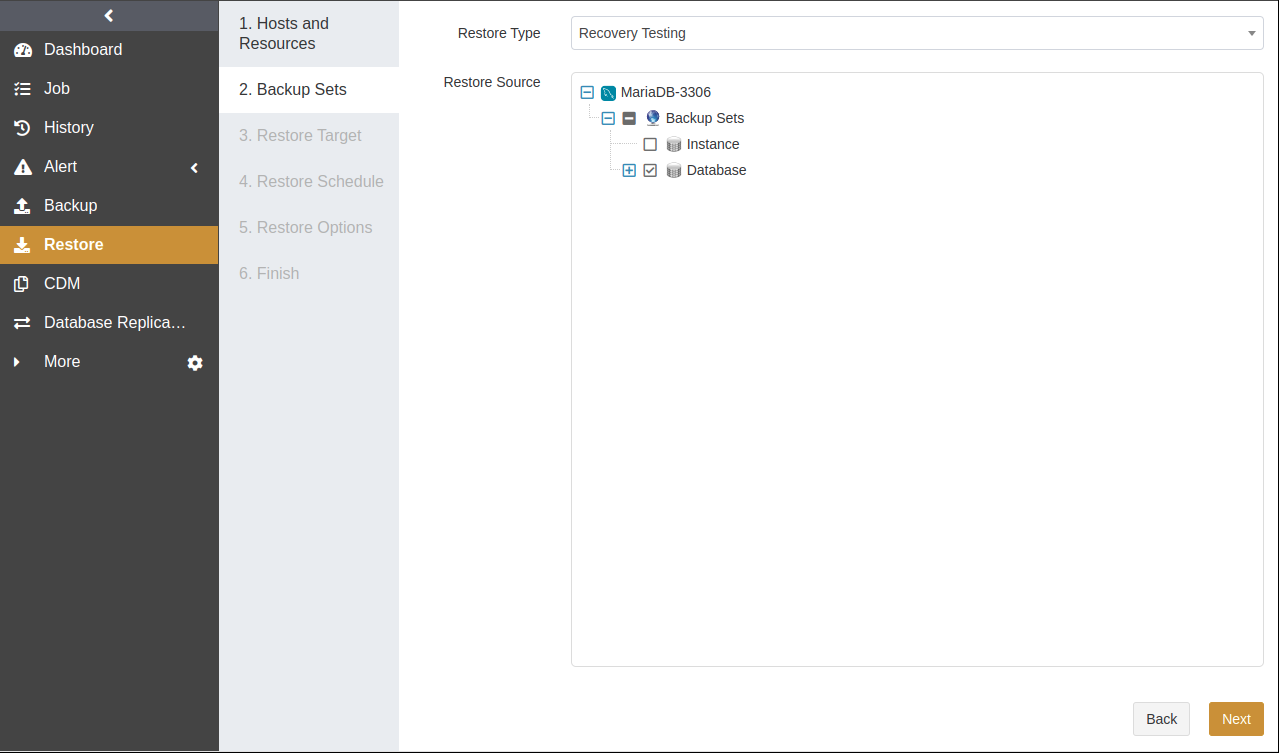 Dashboard
Job
History
Alert
Backup
Restore
CDM
Database Replica…
More
1. Hosts and
Resources
2. Backup Sets
3. Restore Target
4. Restore Schedule
5. Restore Options
6. Finish
Restore Type
Recovery Testing
Restore Source
MariaDB-3306
Backup Sets
Instance
Database
Back
Next